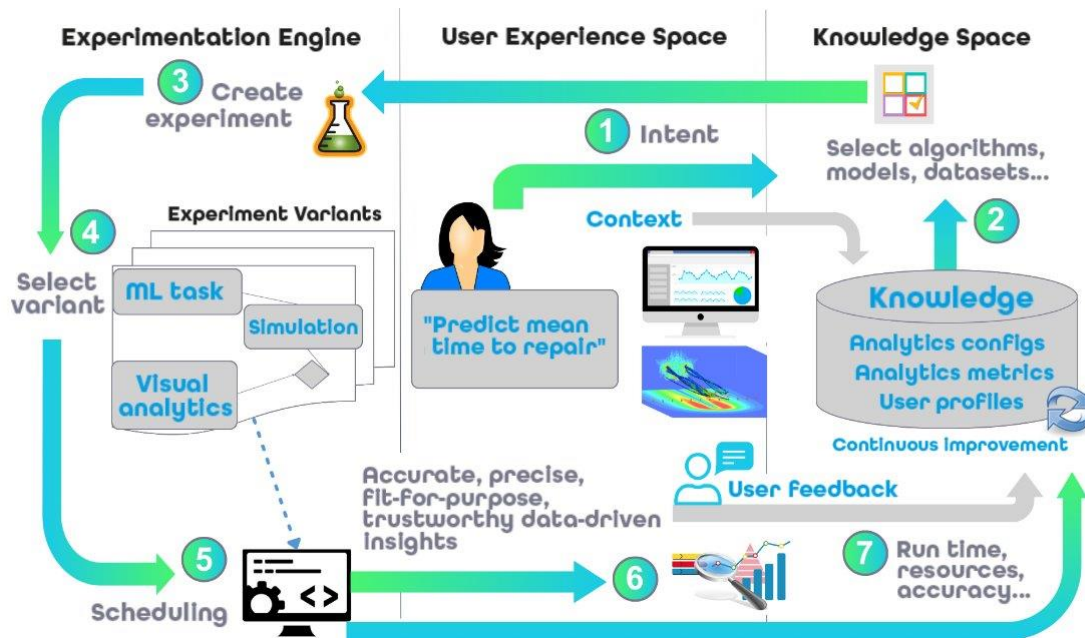 Experimentation Engine
User Experience Space
Knowledge Space
3
Create
experiment
1
Intent
Select algorithms,
models, datasets...
2
Context
4
Select
variant
Experiment Variants
ML task
Simulation
Visual
analytics
"Predict mean
time to repair"
Knowledge
Analytics configs
Analytics metrics
User profiles
Continuous improvement
Accurate, precise,
fit-for-purpose,
trustworthy data-driven
insights
User feedback
5
Scheduling
6
7
Run time,
resources,
accuracy...